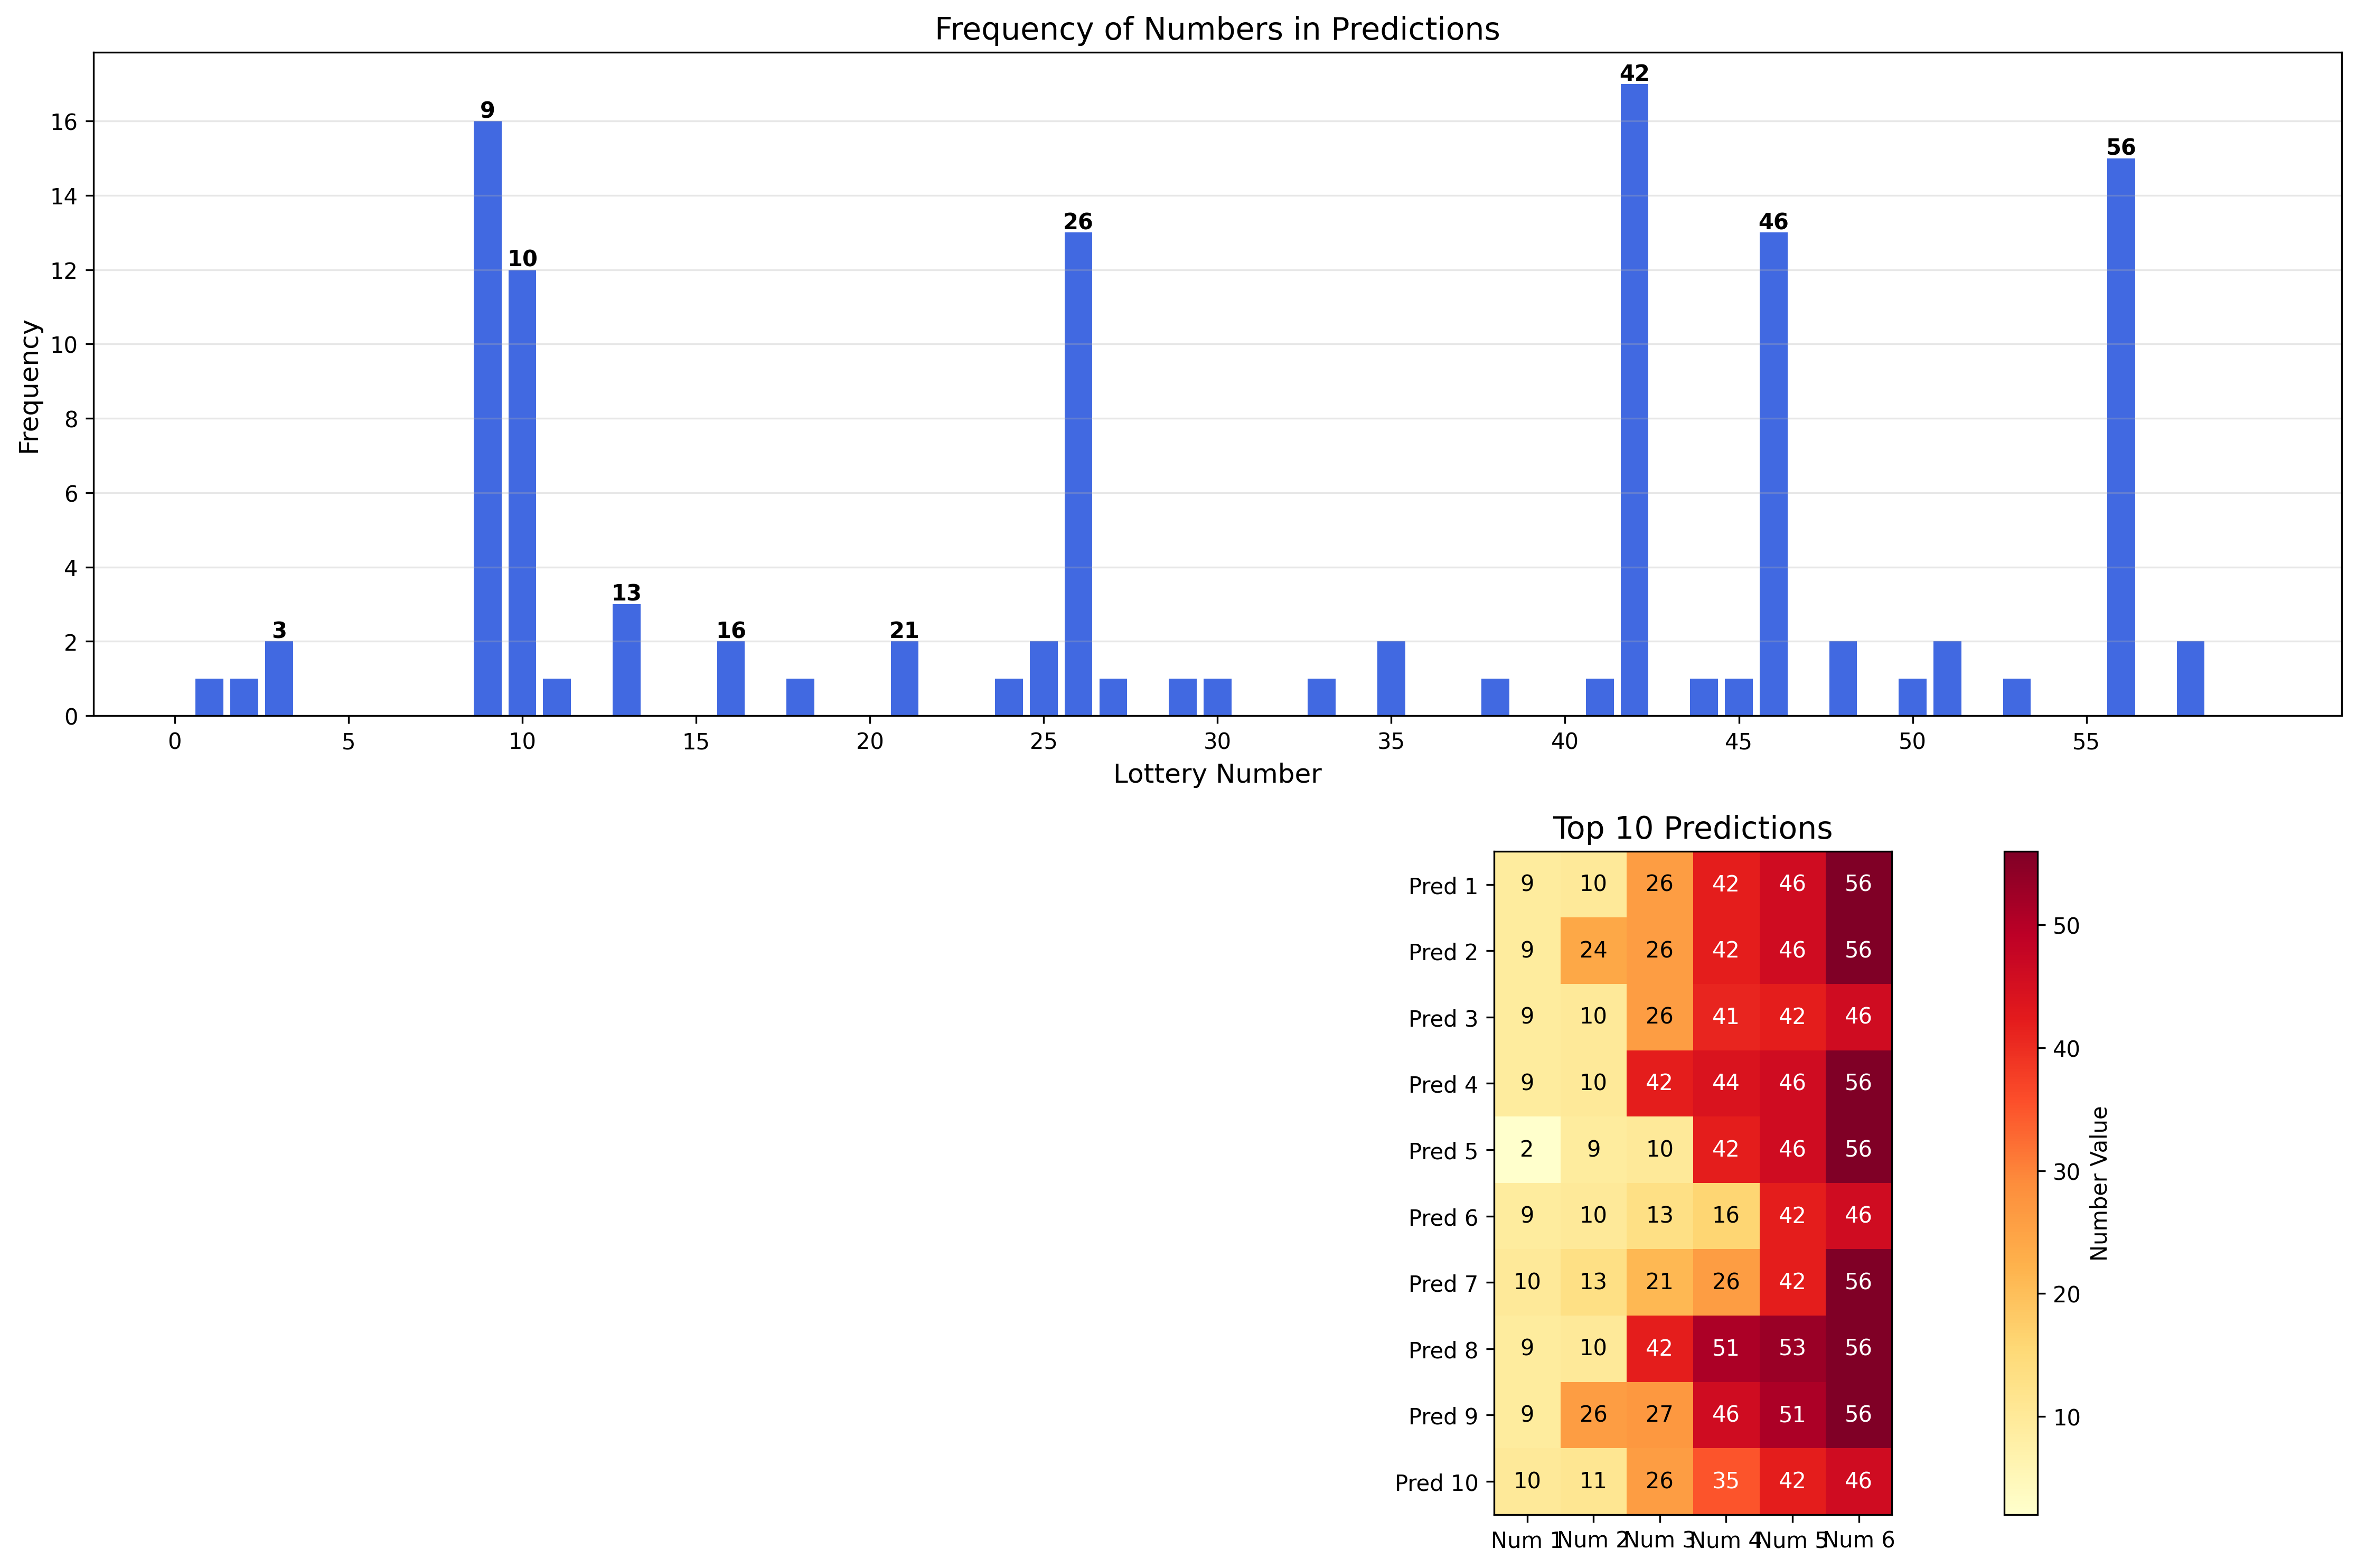 Frequency of Numbers in Predictions
Frequency
16
14
12
10
8
6
4
2
0
3
9
10
13
16
21
26
42
46
56
0 5 10 15 20 25 30 35 40 45 50 55
Lottery Number
Top 10 Predictions
Pred 1 9 10 26 42 46 56
Pred 2 9 24 26 42 46 56
Pred 3 9 10 26 41 42 46
Pred 4 9 10 42 44 46 56
Pred 5 2 9 10 42 46 56
Pred 6 9 10 13 16 42 46
Pred 7 10 13 21 26 42 56
Pred 8 9 10 42 51 53 56
Pred 9 9 26 27 46 51 56
Pred 10 10 11 26 35 42 46
Num 1 Num 2 Num 3 Num 4 Num 5 Num 6
50
40
30
20
10
Number Value